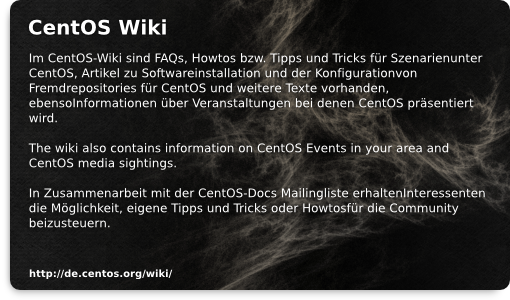 CentOS Wiki
Im CentOS-Wiki sind FAQs, Howtos bzw. Tipps und Tricks für Szenarienunter
CentOS, Artikel zu Softwareinstallation und der Konfigurationvon
Fremdrepositories für CentOS und weitere Texte vorhanden,
ebensoInformationen über Veranstaltungen bei denen CentOS präsentiert
wird.
The wiki also contains information on CentOS Events in your area and
CentOS media sightings.
In Zusammenarbeit mit der CentOS-Docs Mailingliste erhaltenInteressenten
die Möglichkeit, eigene Tipps und Tricks oder Howtosfür die Community
beizusteuern.
http://de.centos.org/wiki/